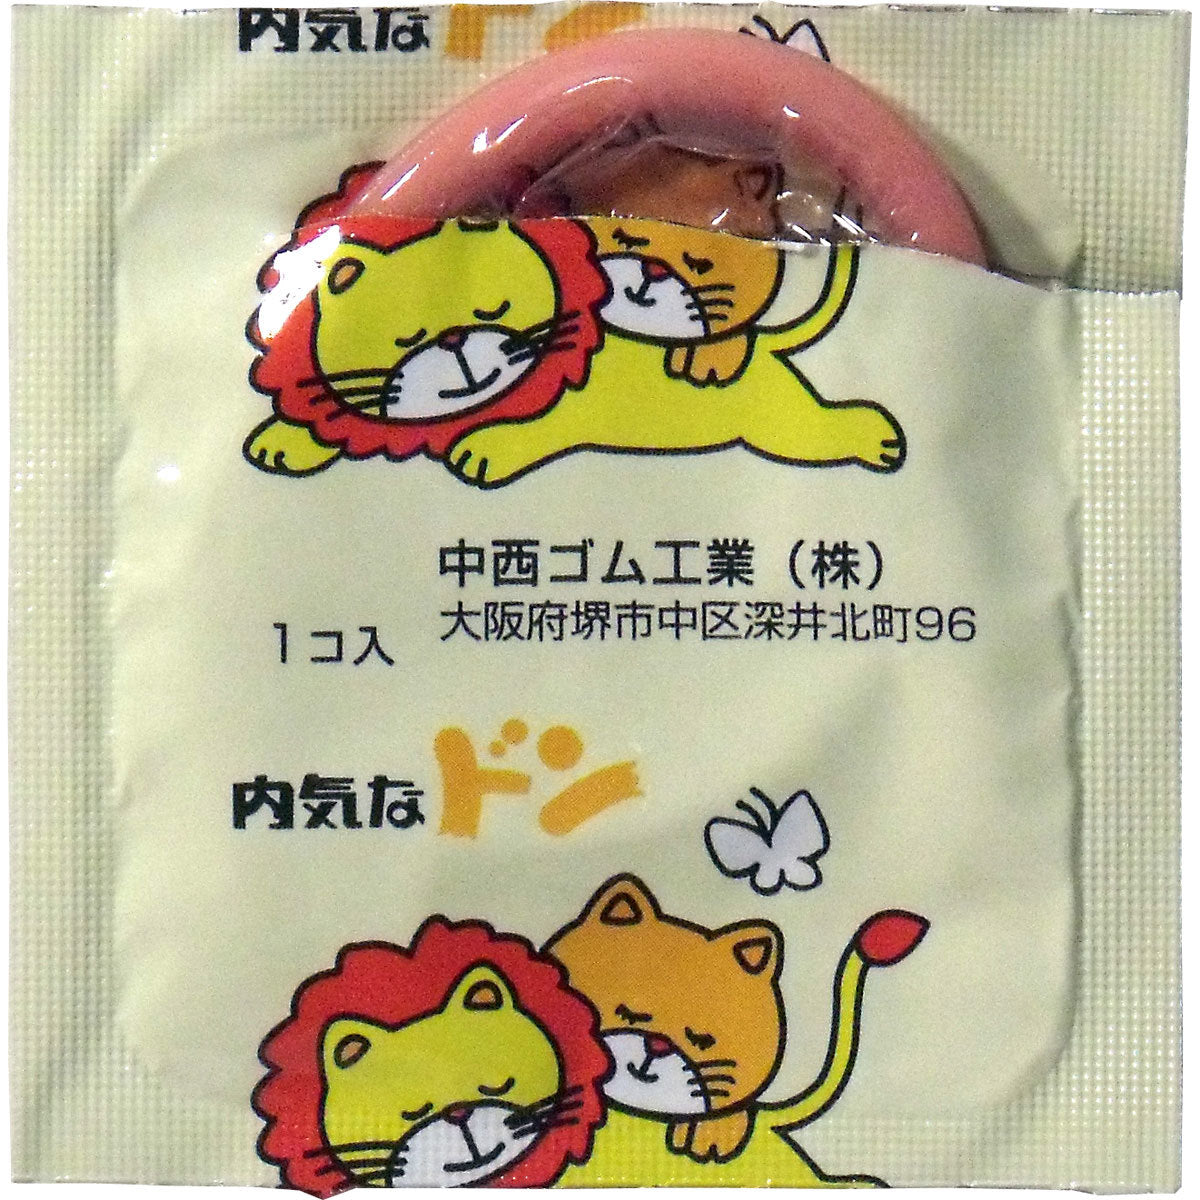 内気なドン
中西ゴム工業（株）
大阪府堺市中区深井北町96
1コ入
内気なドン